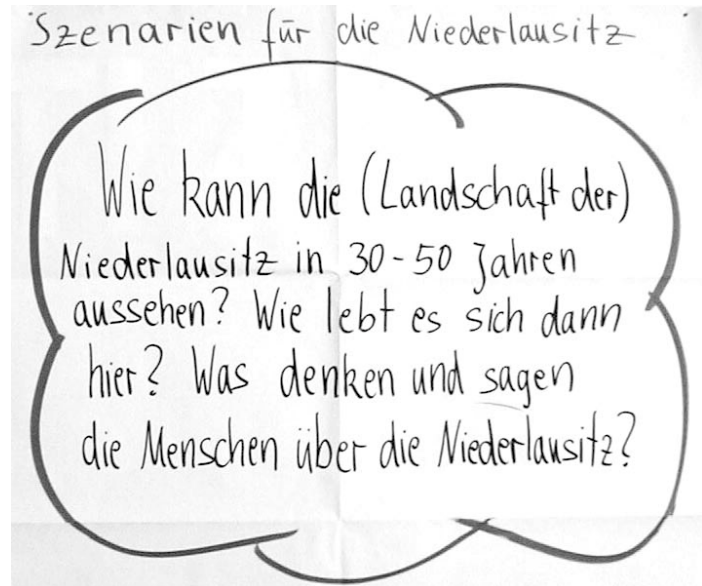 Szenarien für die Niederlausitz
Wie kann die (Landschaft der)
Niederlausitz in 30-50 Jahren
aussehen? Wie lebt es sich dann
hier? Was denken und sagen
die Menschen über die Niederlausitz?